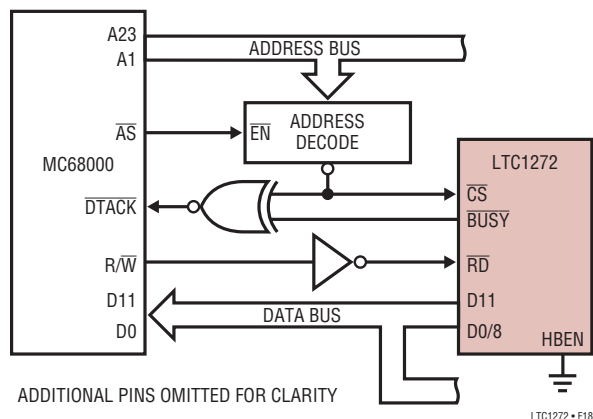 A23
A1
ADDRESS BUS
AS
EN
ADDRESS
DECODE
MC68000
LTC1272
DTACK
CS
BUSY
R/W
RD
D11
D0
DATA BUS
D11
D0/8
HBEN
ADDITIONAL PINS OMITTED FOR CLARITY
LTC1272 • F18